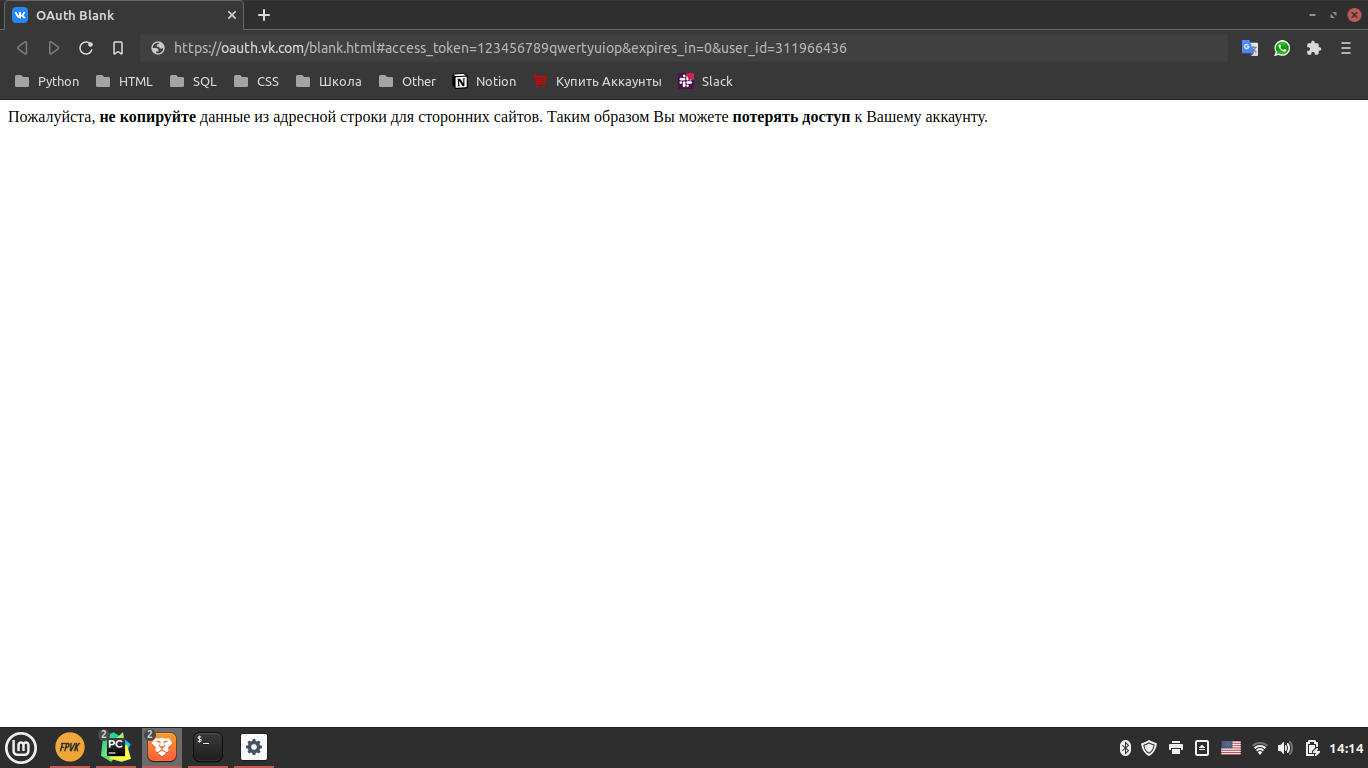 OAuth Blank
https://oauth.vk.com/blank.html#access_token=123456789qwertyuiop&expires_in=0&user_id=311966436
Python HTML SQL CSS Школа Other Notion Купить Аккаунты Slack
Пожалуйста, не копируйте данные из адресной строки для сторонних сайтов. Таким образом Вы можете потерять доступ к Вашему аккаунту.
FPVK 2 PC 2 $_ 14:14